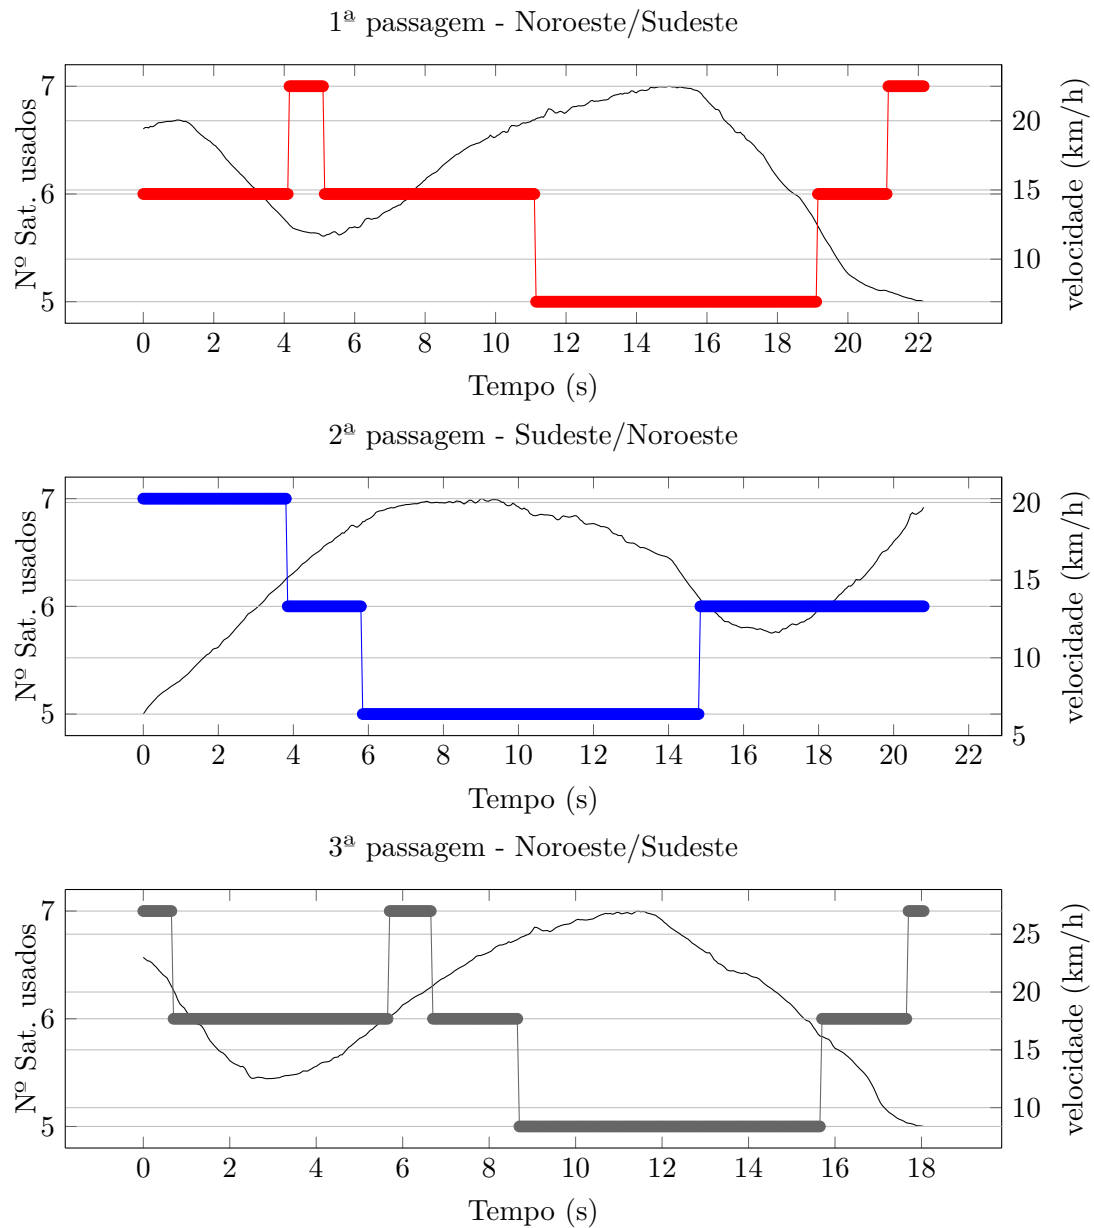 1ª passagem - Noroeste/Sudeste
7
6
5
Nº Sat. usados
20
15
10
velocidade (km/h)
0 2 4 6 8 10 12 14 16 18 20 22
Tempo (s)
2ª passagem - Sudeste/Noroeste
7
6
5
Nº Sat. usados
20
15
10
5
velocidade (km/h)
0 2 4 6 8 10 12 14 16 18 20 22
Tempo (s)
3ª passagem - Noroeste/Sudeste
7
6
5
Nº Sat. usados
25
20
15
10
velocidade (km/h)
0 2 4 6 8 10 12 14 16 18
Tempo (s)